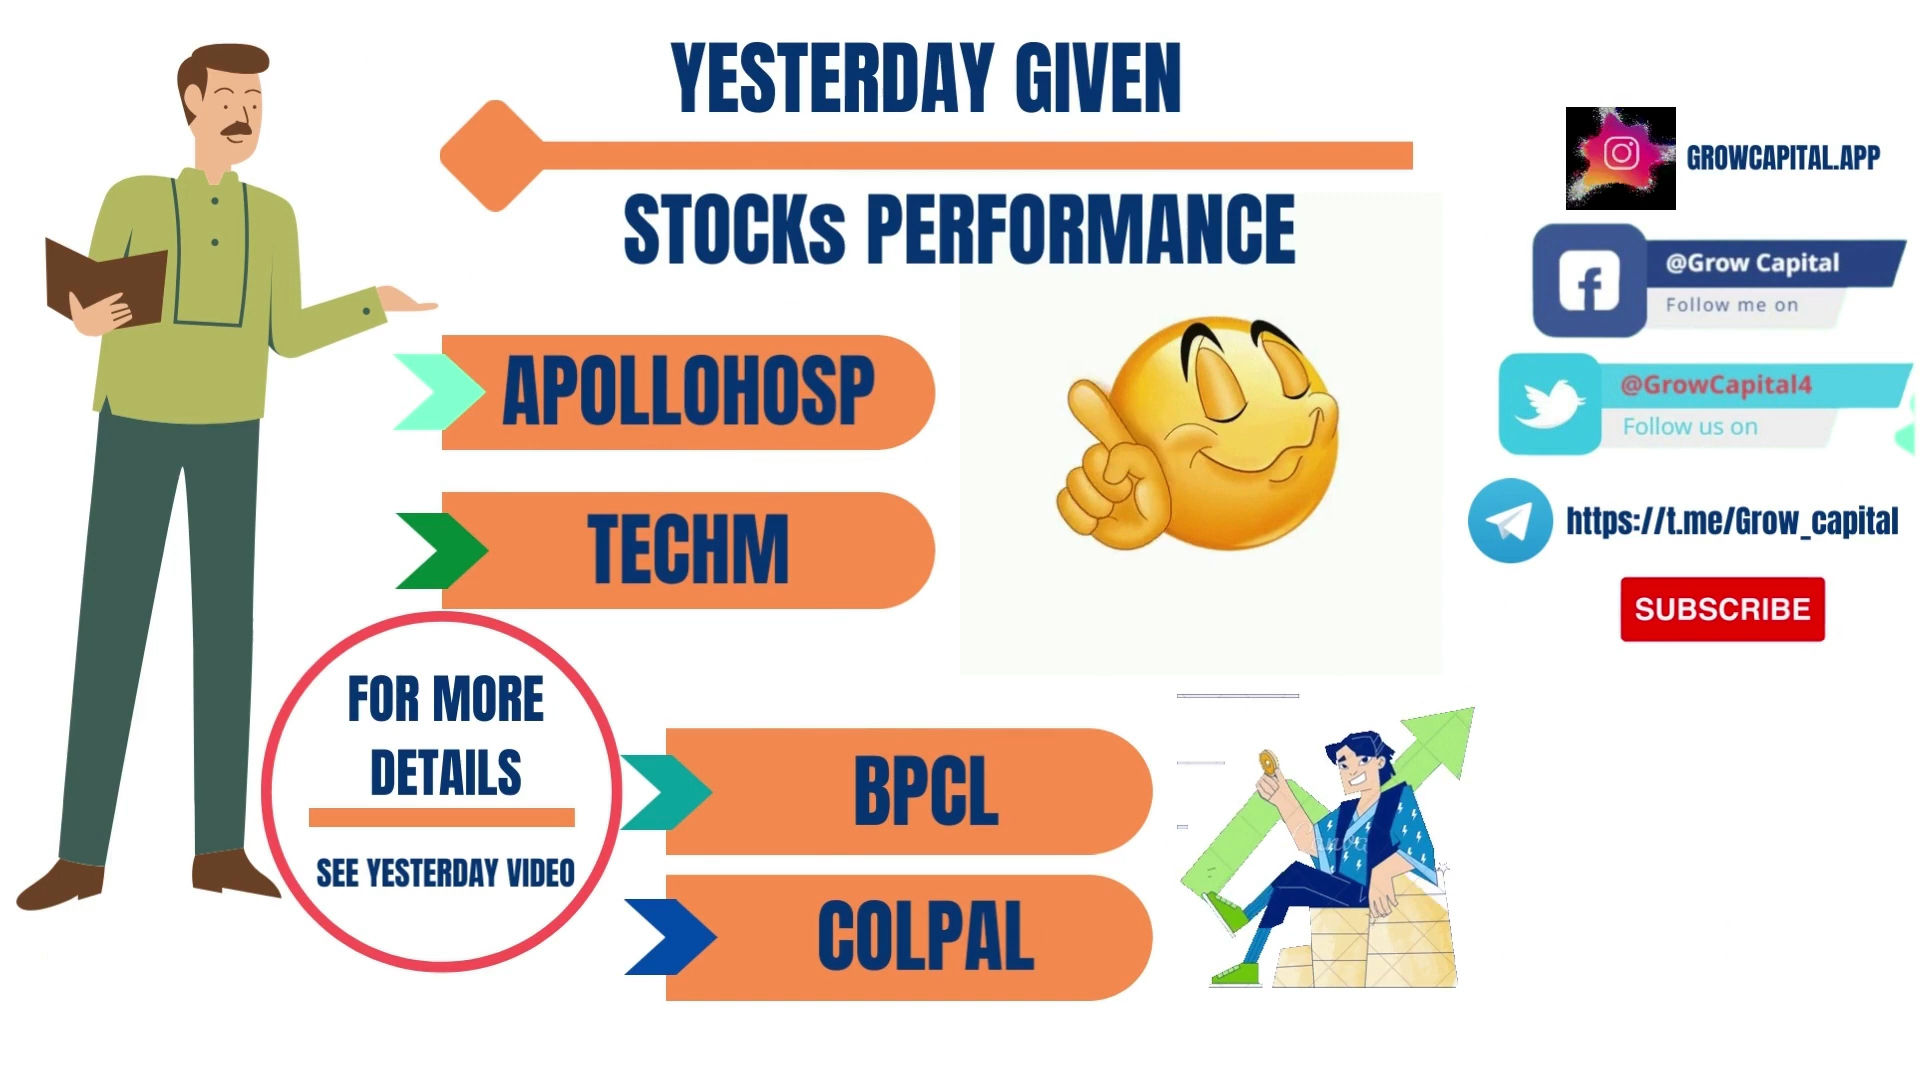 YESTERDAY GIVEN
STOCKs PERFORMANCE
APOLLOHOSP
TECHM
FOR MORE
DETAILS
SEE YESTERDAY VIDEO
BPCL
COLPAL
GROWCAPITAL.APP
@Grow Capital
Follow me on
@GrowCapital4
Follow us on
https://t.me/Grow_capital
SUBSCRIBE
Canva